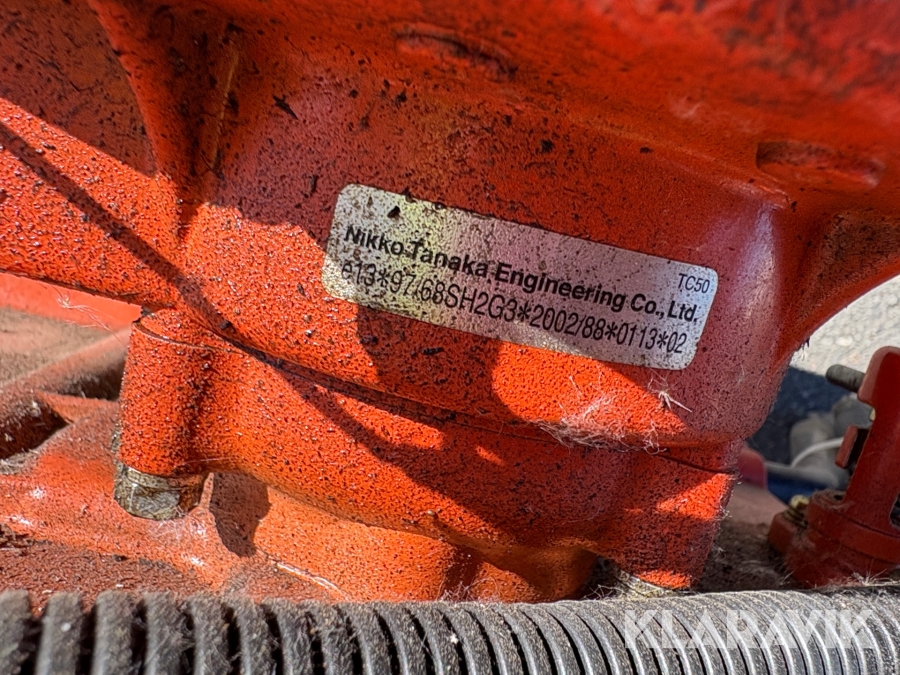 Nikko Tanaka Engineering Co., Ltd. TC50
e13*97/68SH2G3*2002/88*0113*02
KLARAVIK